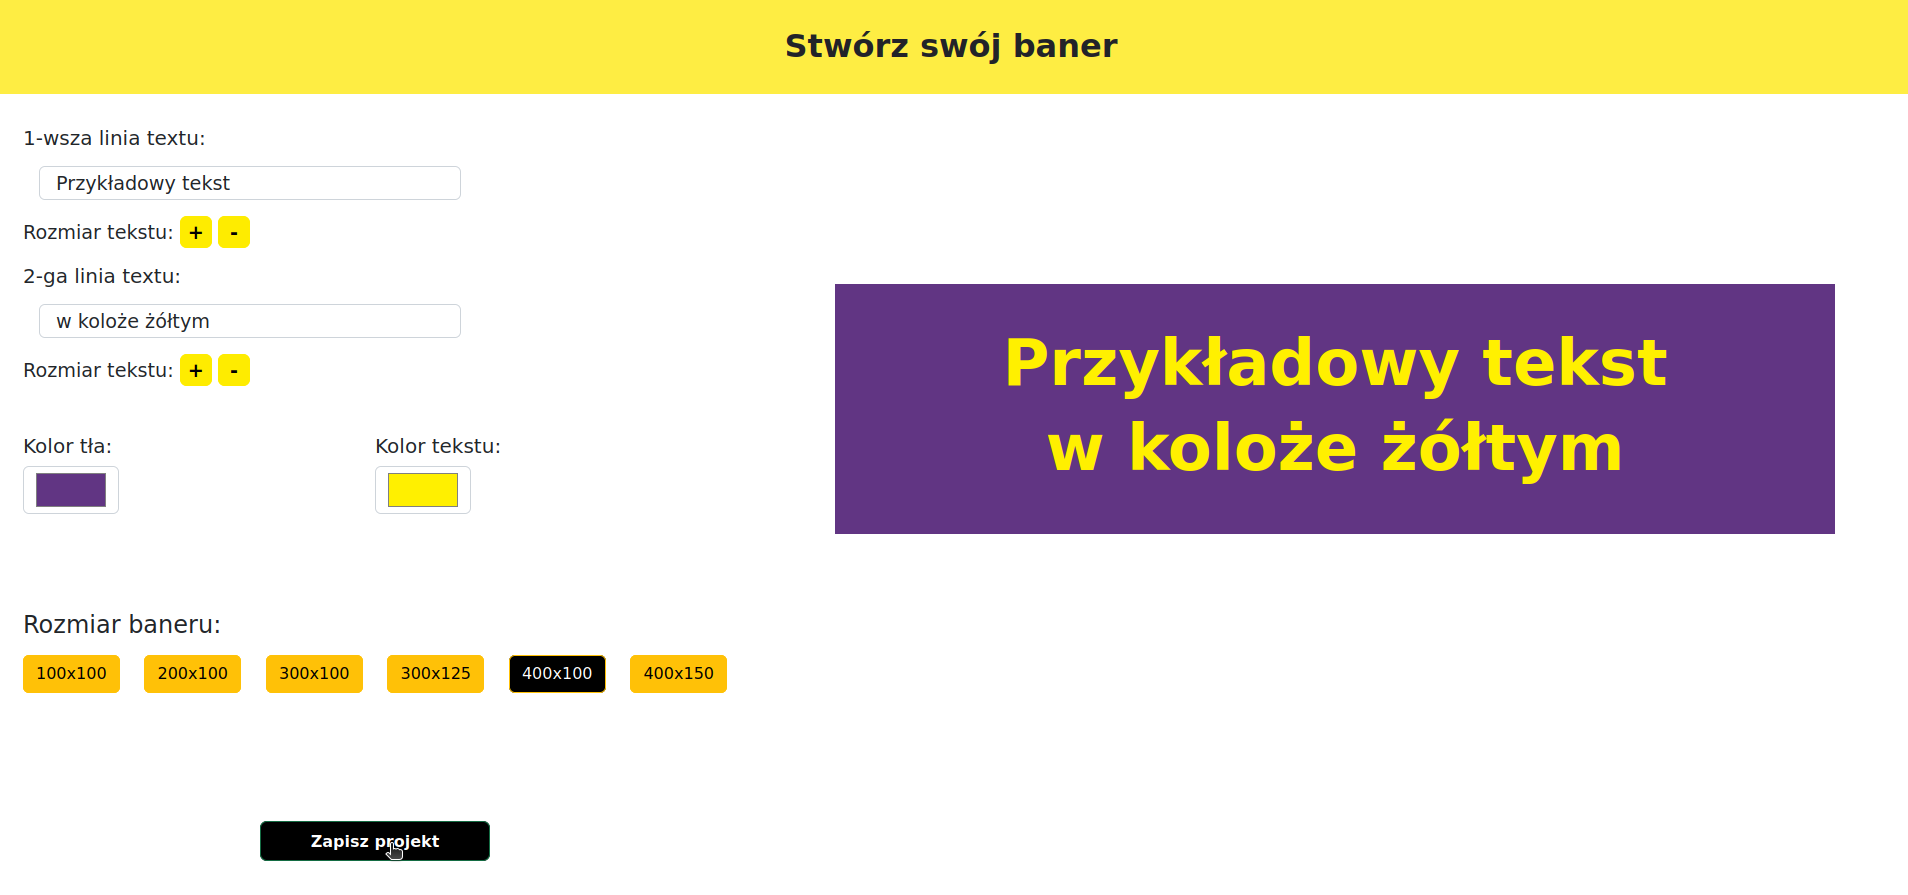 Stwórz swój baner
1-wsza linia textu:
Przykładowy tekst
Rozmiar tekstu: + -
2-ga linia textu:
w koloże żółtym
Rozmiar tekstu: + -
Kolor tła: Kolor tekstu:
Rozmiar baneru:
100x100 200x100 300x100 300x125 400x100 400x150
Zapisz projekt
Przykładowy tekst
w koloże żółtym